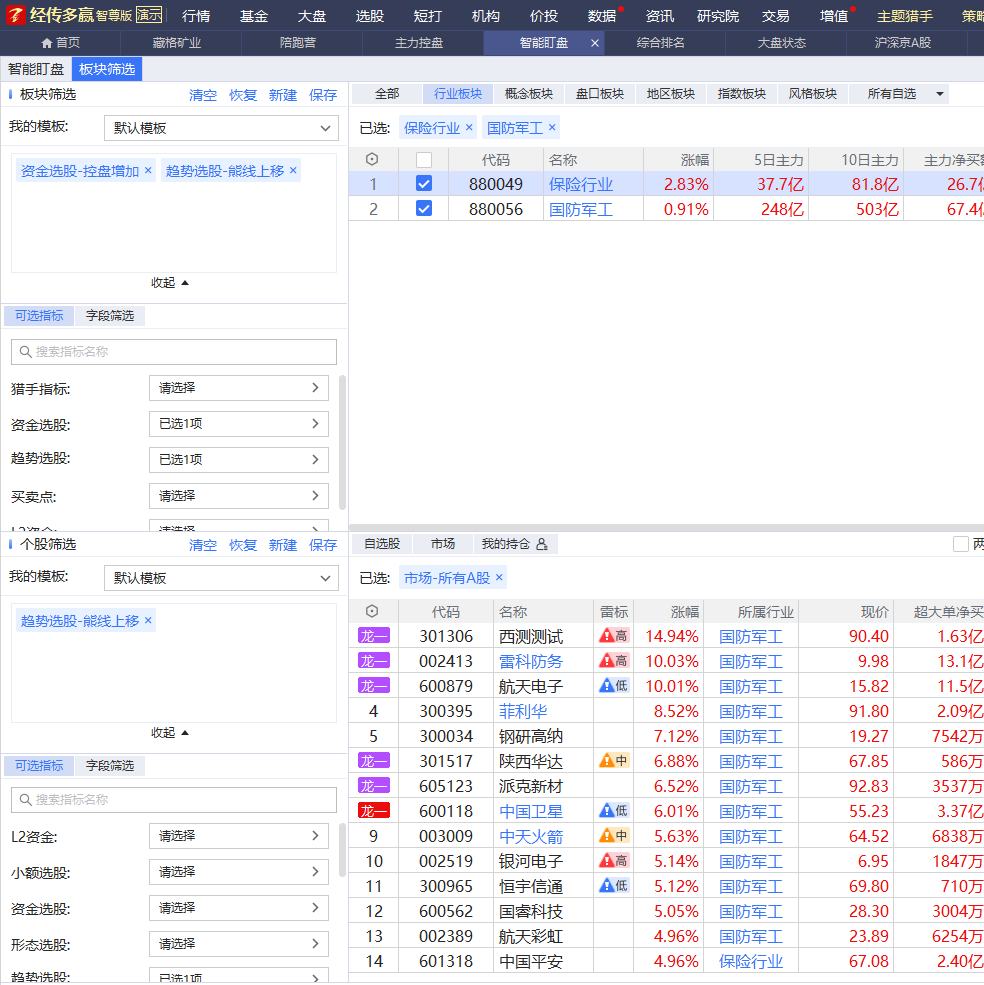 经传多赢 智尊版 演示 行情 基金 大盘 选股 短打 机构 价投 数据 资讯 研究院 交易 增值 主题猎手 策略
首页 藏格矿业 陪跑营 主力控盘 智能盯盘 × 综合排名 大盘状态 沪深京A股
智能盯盘 板块筛选
板块筛选 清空 恢复 新建 保存
全部 行业板块 概念板块 盘口板块 地区板块 指数板块 风格板块 所有自选
我的模板: 默认模板
已选: 保险行业 × 国防军工 ×
资金选股-控盘增加 × 趋势选股-能线上移 ×
代码 名称 涨幅 5日主力 10日主力 主力净买额
1 880049 保险行业 2.83% 37.7亿 81.8亿 26.7亿
2 880056 国防军工 0.91% 248亿 503亿 67.4亿
收起
可选指标 字段筛选
搜索指标名称
猎手指标: 请选择
资金选股: 已选1项
趋势选股: 已选1项
买卖点: 请选择
L2资金: 请选择
个股筛选 清空 恢复 新建 保存
自选股 市场 我的持仓 两
我的模板: 默认模板
已选: 市场-所有A股 ×
趋势选股-能线上移 ×
代码 名称 雷标 涨幅 所属行业 现价 超大单净买
龙一 301306 西测测试 高 14.94% 国防军工 90.40 1.63亿
龙一 002413 雷科防务 高 10.03% 国防军工 9.98 13.1亿
龙一 600879 航天电子 低 10.01% 国防军工 15.82 11.5亿
4 300395 菲利华 8.52% 国防军工 91.80 2.09亿
5 300034 钢研高纳 7.12% 国防军工 19.27 7542万
龙一 301517 陕西华达 中 6.88% 国防军工 67.85 586万
龙一 605123 派克新材 6.52% 国防军工 92.83 3537万
龙一 600118 中国卫星 低 6.01% 国防军工 55.23 3.37亿
9 003009 中天火箭 中 5.63% 国防军工 64.52 6838万
10 002519 银河电子 高 5.14% 国防军工 6.95 1847万
11 300965 恒宇信通 低 5.12% 国防军工 69.80 710万
12 600562 国睿科技 5.05% 国防军工 28.30 3004万
13 002389 航天彩虹 4.96% 国防军工 23.89 6254万
14 601318 中国平安 4.96% 保险行业 67.08 2.40亿
收起
可选指标 字段筛选
搜索指标名称
L2资金: 请选择
小额选股: 请选择
资金选股: 请选择
形态选股: 请选择
趋势选股: 已选1项